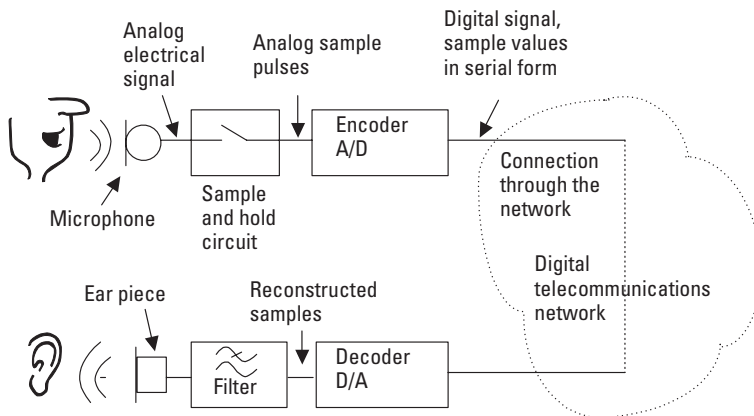 Analog
electrical
signal
Analog sample
pulses
Digital signal,
sample values
in serial form
Encoder
A/D
Microphone
Sample
and hold
circuit
Connection
through the
network
Digital
telecommunications
network
Ear piece
Reconstructed
samples
Filter
Decoder
D/A